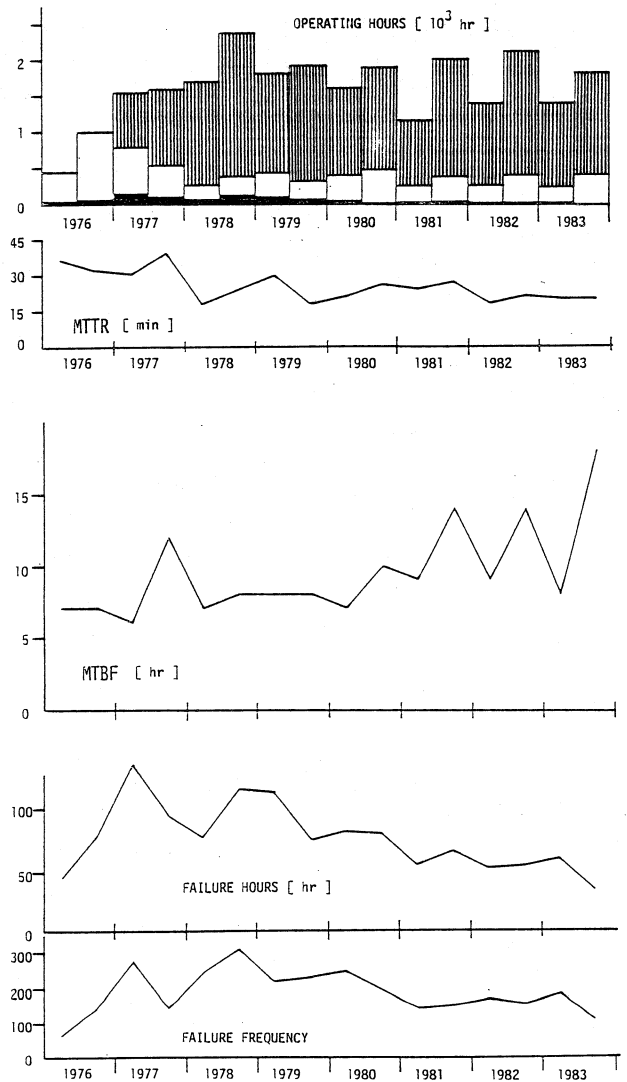 OPERATING HOURS [ 10³ hr ]
2
1
0
1976 1977 1978 1979 1980 1981 1982 1983
45
30
15
MTTR [ min ]
0
1976 1977 1978 1979 1980 1981 1982 1983
15
10
5
MTBF [ hr ]
0
100
50
FAILURE HOURS [ hr ]
0
300
200
100
FAILURE FREQUENCY
0
1976 1977 1978 1979 1980 1981 1982 1983